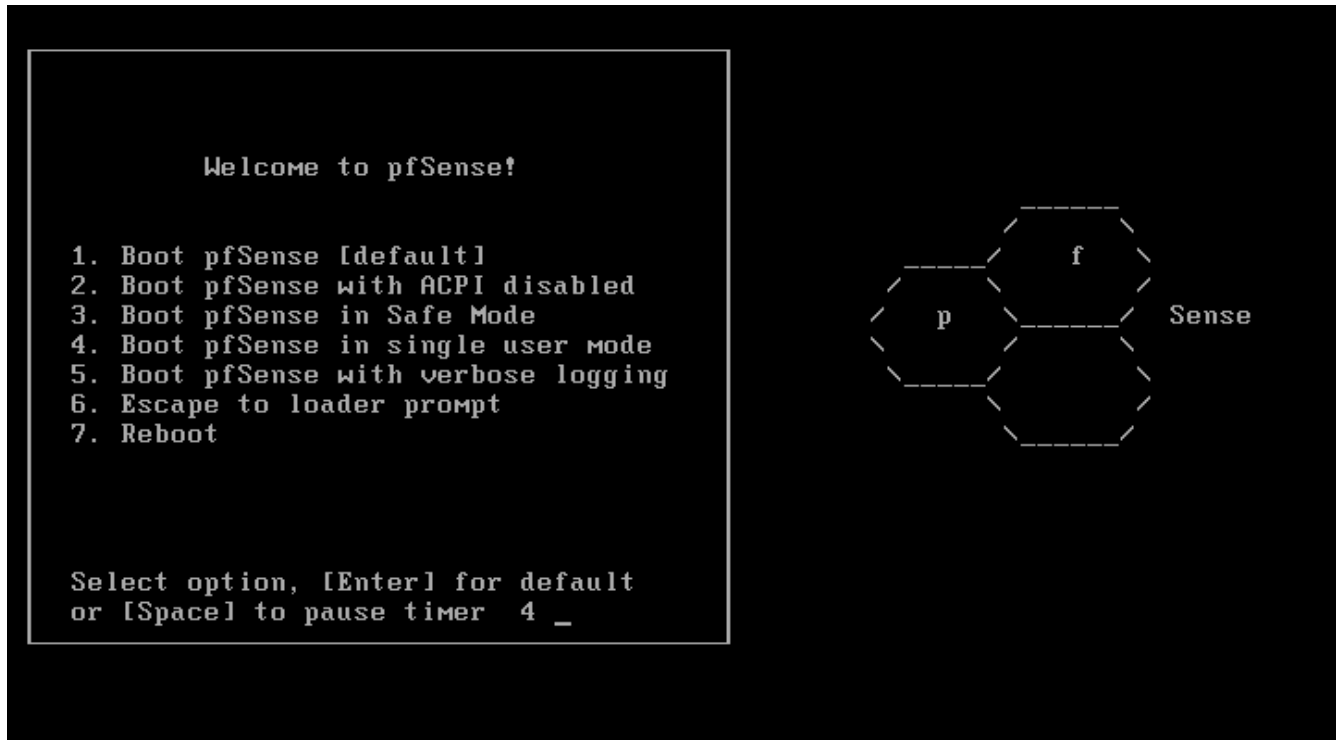 Welcome to pfSense!
1. Boot pfSense [default]
2. Boot pfSense with ACPI disabled
3. Boot pfSense in Safe Mode
4. Boot pfSense in single user mode
5. Boot pfSense with verbose logging
6. Escape to loader prompt
7. Reboot
Select option, [Enter] for default
or [Space] to pause timer  4 _
f
p Sense